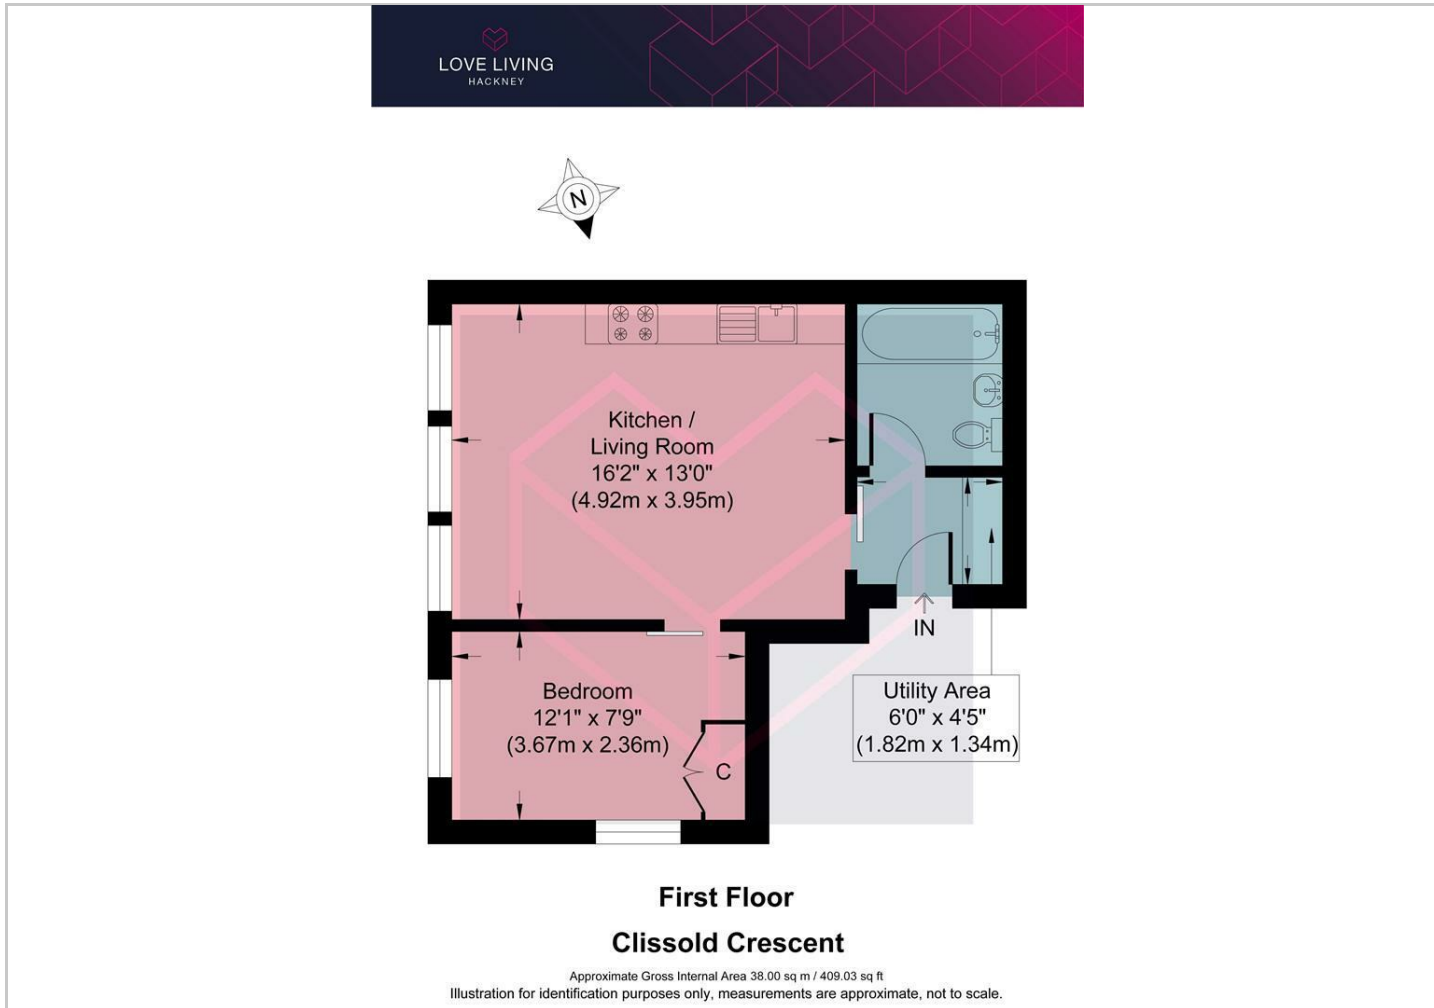 LOVE LIVING
HACKNEY
N
Kitchen /
Living Room
16'2" x 13'0"
(4.92m x 3.95m)
IN
Bedroom
12'1" x 7'9"
(3.67m x 2.36m)
C
Utility Area
6'0" x 4'5"
(1.82m x 1.34m)
First Floor
Clissold Crescent
Approximate Gross Internal Area 38.00 sq m / 409.03 sq ft
Illustration for identification purposes only, measurements are approximate, not to scale.